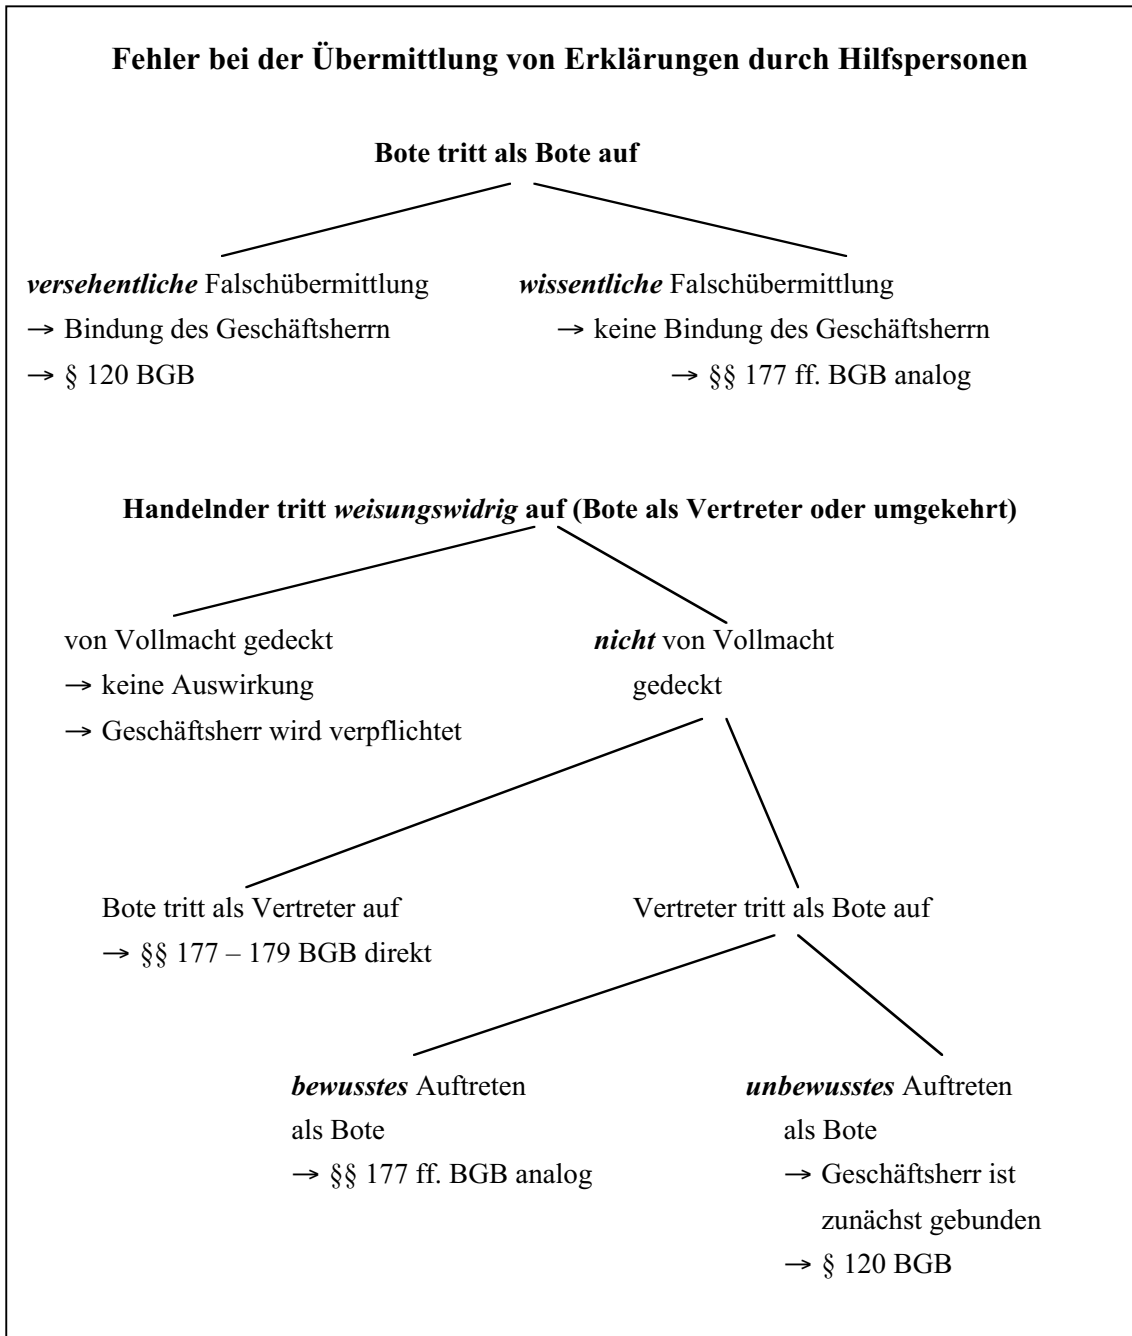 Fehler bei der Übermittlung von Erklärungen durch Hilfspersonen
Bote tritt als Bote auf
versehentliche Falschübermittlung
→ Bindung des Geschäftsherrn
→ § 120 BGB
wissentliche Falschübermittlung
→ keine Bindung des Geschäftsherrn
→ §§ 177 ff. BGB analog
Handelnder tritt weisungswidrig auf (Bote als Vertreter oder umgekehrt)
von Vollmacht gedeckt
→ keine Auswirkung
→ Geschäftsherr wird verpflichtet
nicht von Vollmacht
gedeckt
Bote tritt als Vertreter auf
→ §§ 177 – 179 BGB direkt
Vertreter tritt als Bote auf
bewusstes Auftreten
als Bote
→ §§ 177 ff. BGB analog
unbewusstes Auftreten
als Bote
→ Geschäftsherr ist
zunächst gebunden
→ § 120 BGB